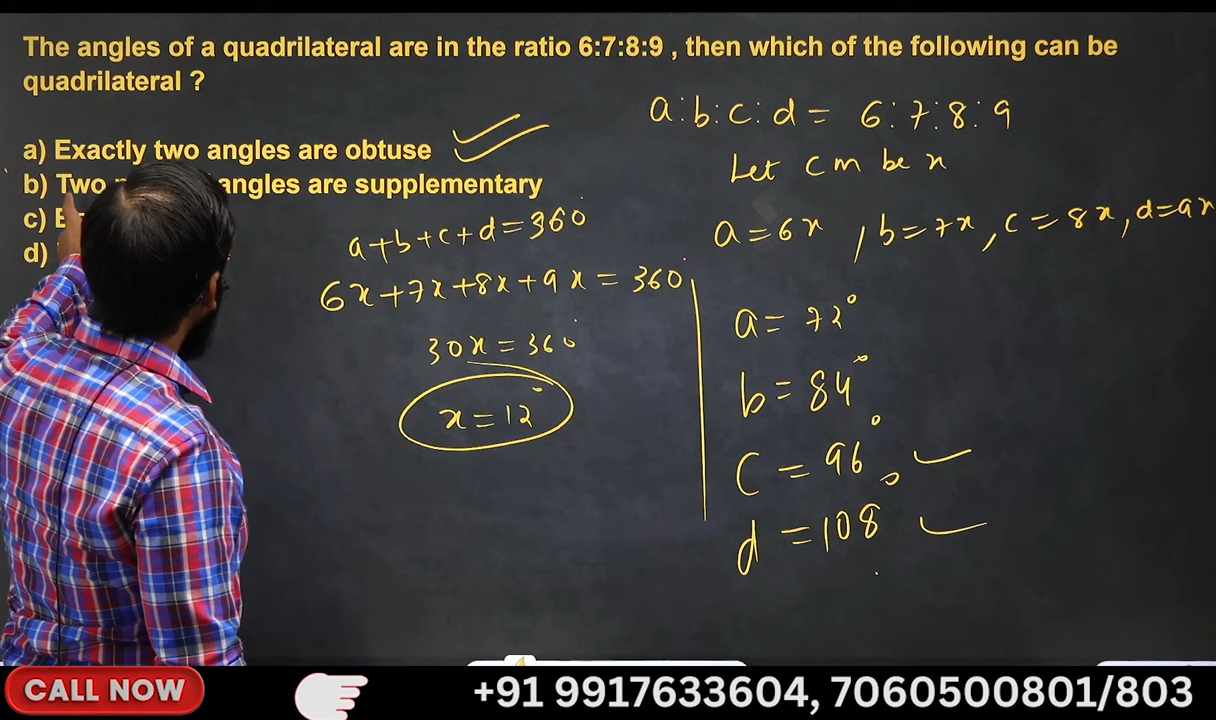 The angles of a quadrilateral are in the ratio 6:7:8:9 , then which of the following can be
quadrilateral ?
a:b:c:d = 6:7:8:9
a) Exactly two angles are obtuse
Let cm be x
b) Two angles are supplementary
c) E
d)
a+b+c+d=360°
a=6x , b=7x , c=8x , d=9x
6x+7x+8x+9x = 360°
30x = 360°
x = 12°
a = 72°
b = 84°
c = 96°
d = 108°
CALL NOW
+91 9917633604, 7060500801/803